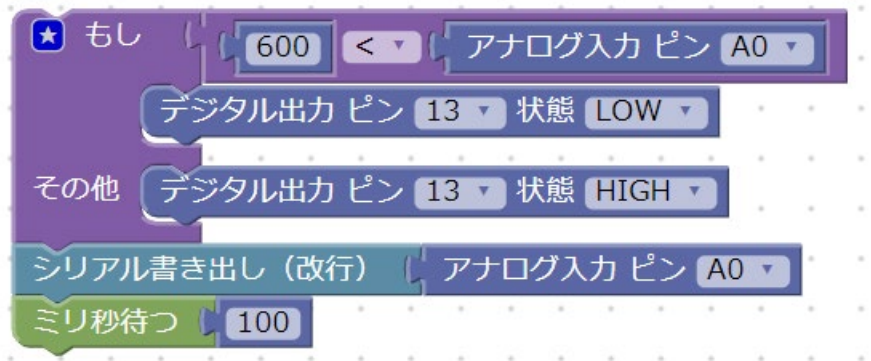 もし 600 < アナログ入力 ピン A0
デジタル出力 ピン 13 状態 LOW
その他 デジタル出力 ピン 13 状態 HIGH
シリアル書き出し（改行） アナログ入力 ピン A0
ミリ秒待つ 100